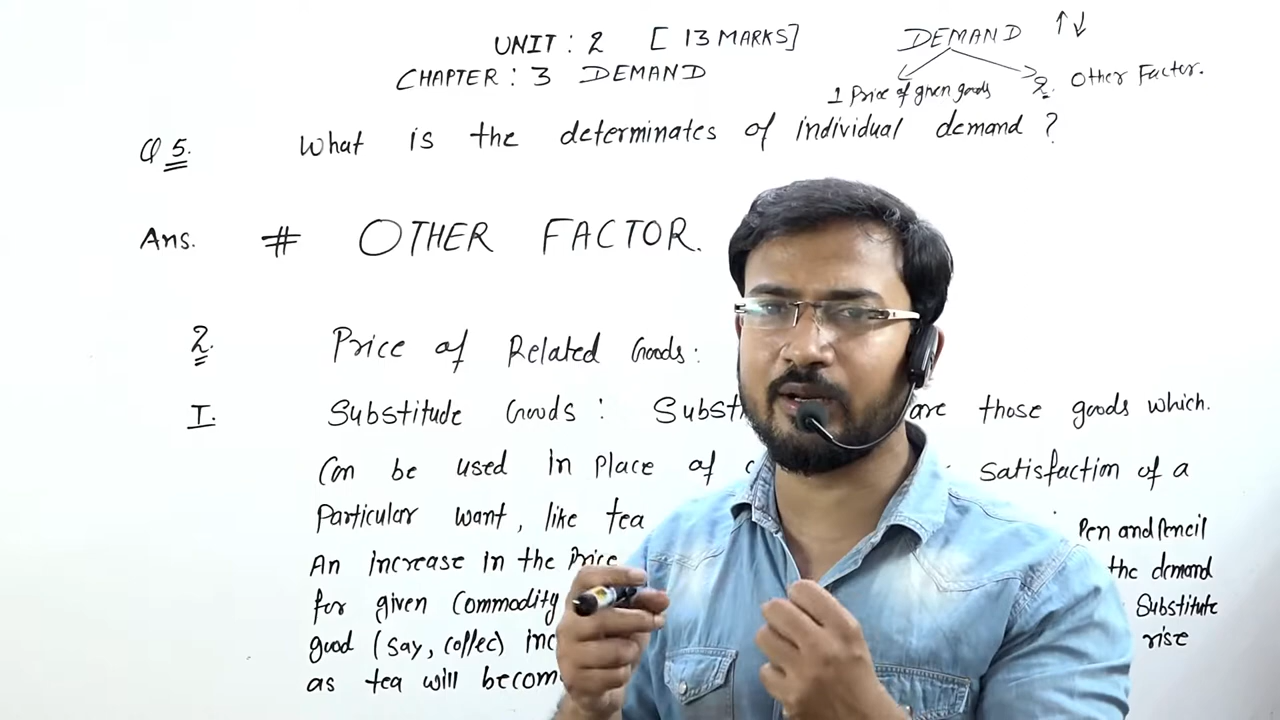 UNIT : 2 [ 13 MARKS]
CHAPTER : 3 DEMAND
DEMAND ↑↓
1 Price of given goods
2. Other Factor.
Q 5. What is the determinates of individual demand ?
Ans. # OTHER FACTOR.
2. Price of Related Goods :
I. Substitude Goods : are those goods which.
Can be used in Place of satisfaction of a
Particular want, like tea Pen and Pencil
An increase in the Price the demand
for given Commodity Substitute
good (say, coffee) rise
as tea will